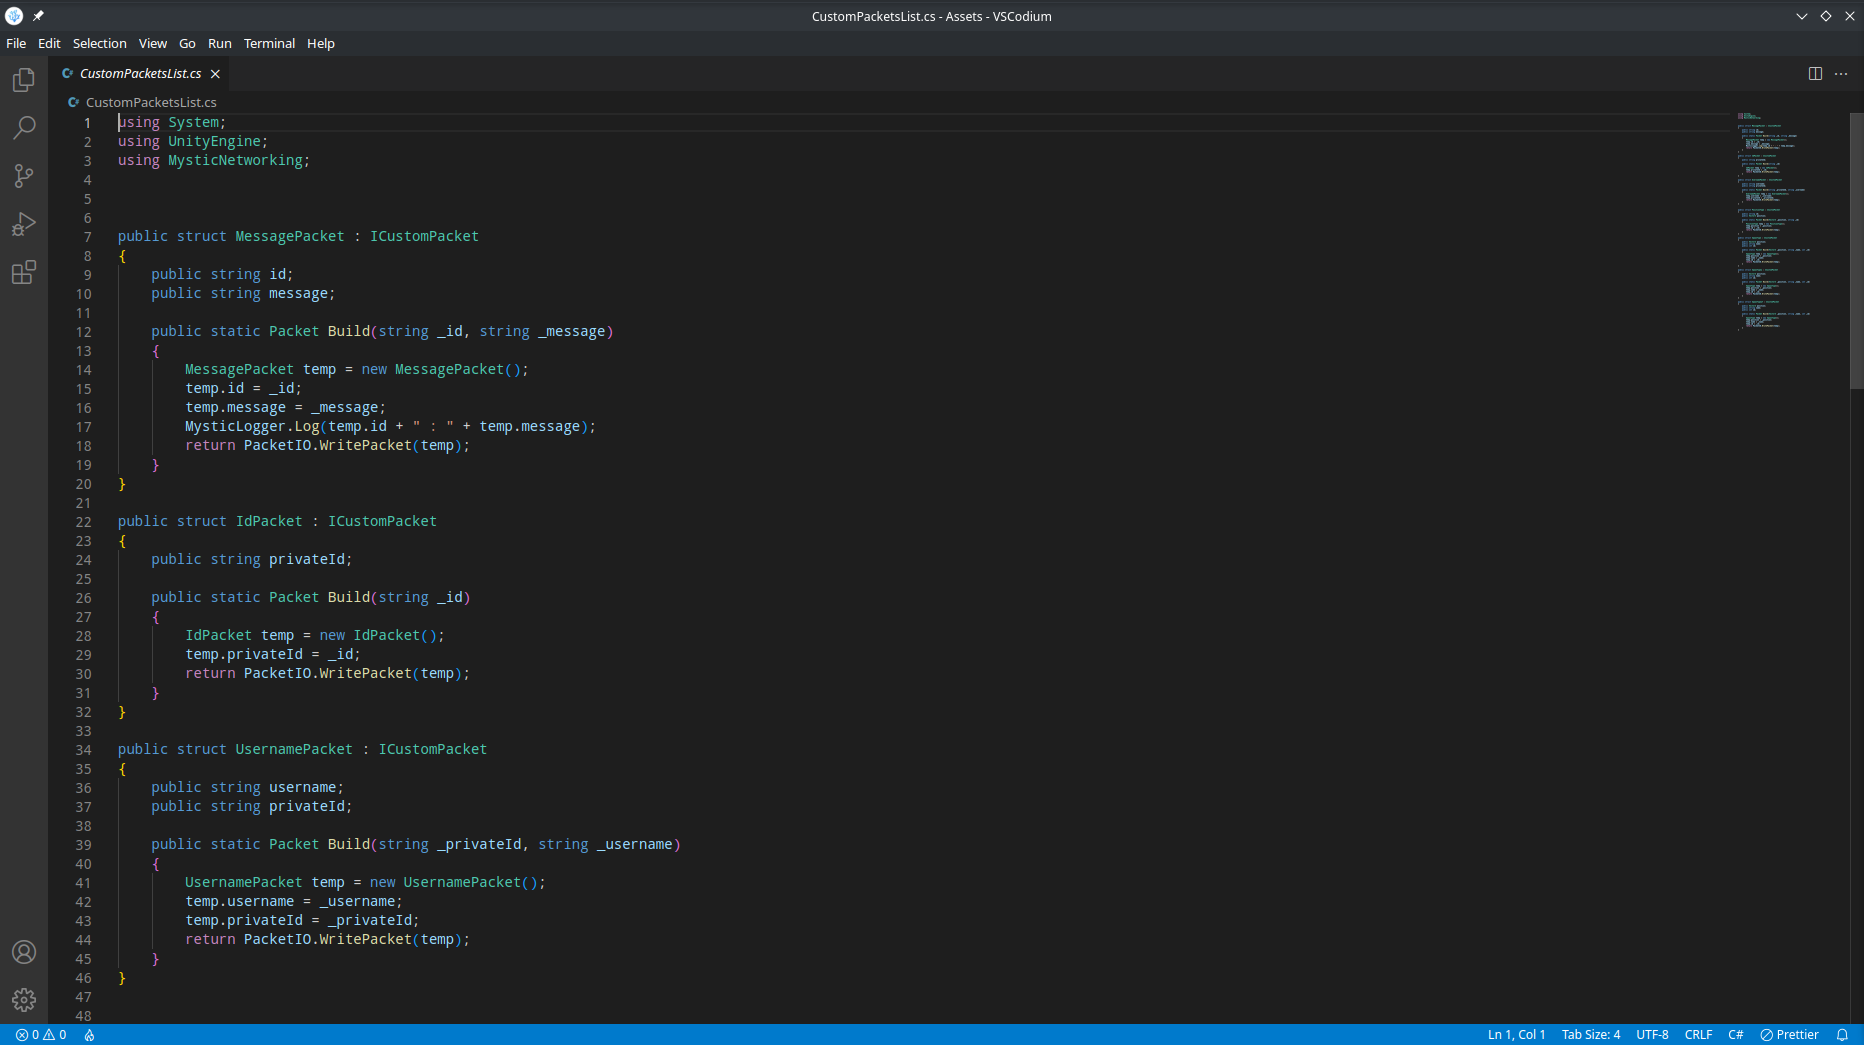 CustomPacketsList.cs - Assets - VSCodium
File Edit Selection View Go Run Terminal Help
CustomPacketsList.cs
CustomPacketsList.cs
1 using System;
2 using UnityEngine;
3 using MysticNetworking;
4
5
6
7 public struct MessagePacket : ICustomPacket
8 {
9     public string id;
10     public string message;
11
12     public static Packet Build(string _id, string _message)
13     {
14         MessagePacket temp = new MessagePacket();
15         temp.id = _id;
16         temp.message = _message;
17         MysticLogger.Log(temp.id + " : " + temp.message);
18         return PacketIO.WritePacket(temp);
19     }
20 }
21
22 public struct IdPacket : ICustomPacket
23 {
24     public string privateId;
25
26     public static Packet Build(string _id)
27     {
28         IdPacket temp = new IdPacket();
29         temp.privateId = _id;
30         return PacketIO.WritePacket(temp);
31     }
32 }
33
34 public struct UsernamePacket : ICustomPacket
35 {
36     public string username;
37     public string privateId;
38
39     public static Packet Build(string _privateId, string _username)
40     {
41         UsernamePacket temp = new UsernamePacket();
42         temp.username = _username;
43         temp.privateId = _privateId;
44         return PacketIO.WritePacket(temp);
45     }
46 }
47
48
0 0 Ln 1, Col 1 Tab Size: 4 UTF-8 CRLF C# Prettier